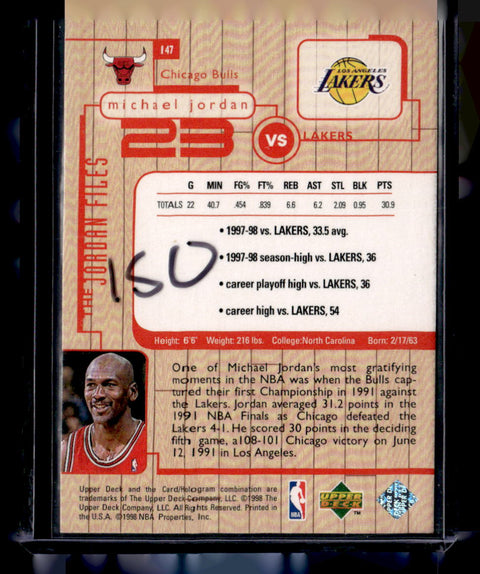 147
Chicago Bulls
LOS ANGELES
LAKERS
michael jordan
23
VS
LAKERS
THE JORDAN FILES
G MIN FG% FT% REB AST STL BLK PTS
TOTALS 22 40.7 .454 .839 6.6 6.2 2.09 0.95 30.9
• 1997-98 vs. LAKERS, 33.5 avg.
• 1997-98 season-high vs. LAKERS, 36
• career playoff high vs. LAKERS, 36
• career high vs. LAKERS, 54
150
Height: 6'6" Weight: 216 lbs. College:North Carolina Born: 2/17/63
One of Michael Jordan's most gratifying
moments in the NBA was when the Bulls cap-
tured their first Championship in 1991 against
the Lakers. Jordan averaged 31.2 points in the
1991 NBA Finals as Chicago defeated the
Lakers 4-1. He scored 30 points in the deciding
fifth game, a108-101 Chicago victory on June
12, 1991 in Los Angeles.
Upper Deck and the Card/Hologram combination are
trademarks of The Upper Deck Company, LLC. ©1998 The
Upper Deck Company, LLC. All Rights Reserved. Printed in
the U.S.A. ©1998 NBA Properties, Inc.
NBA
UPPER
DECK